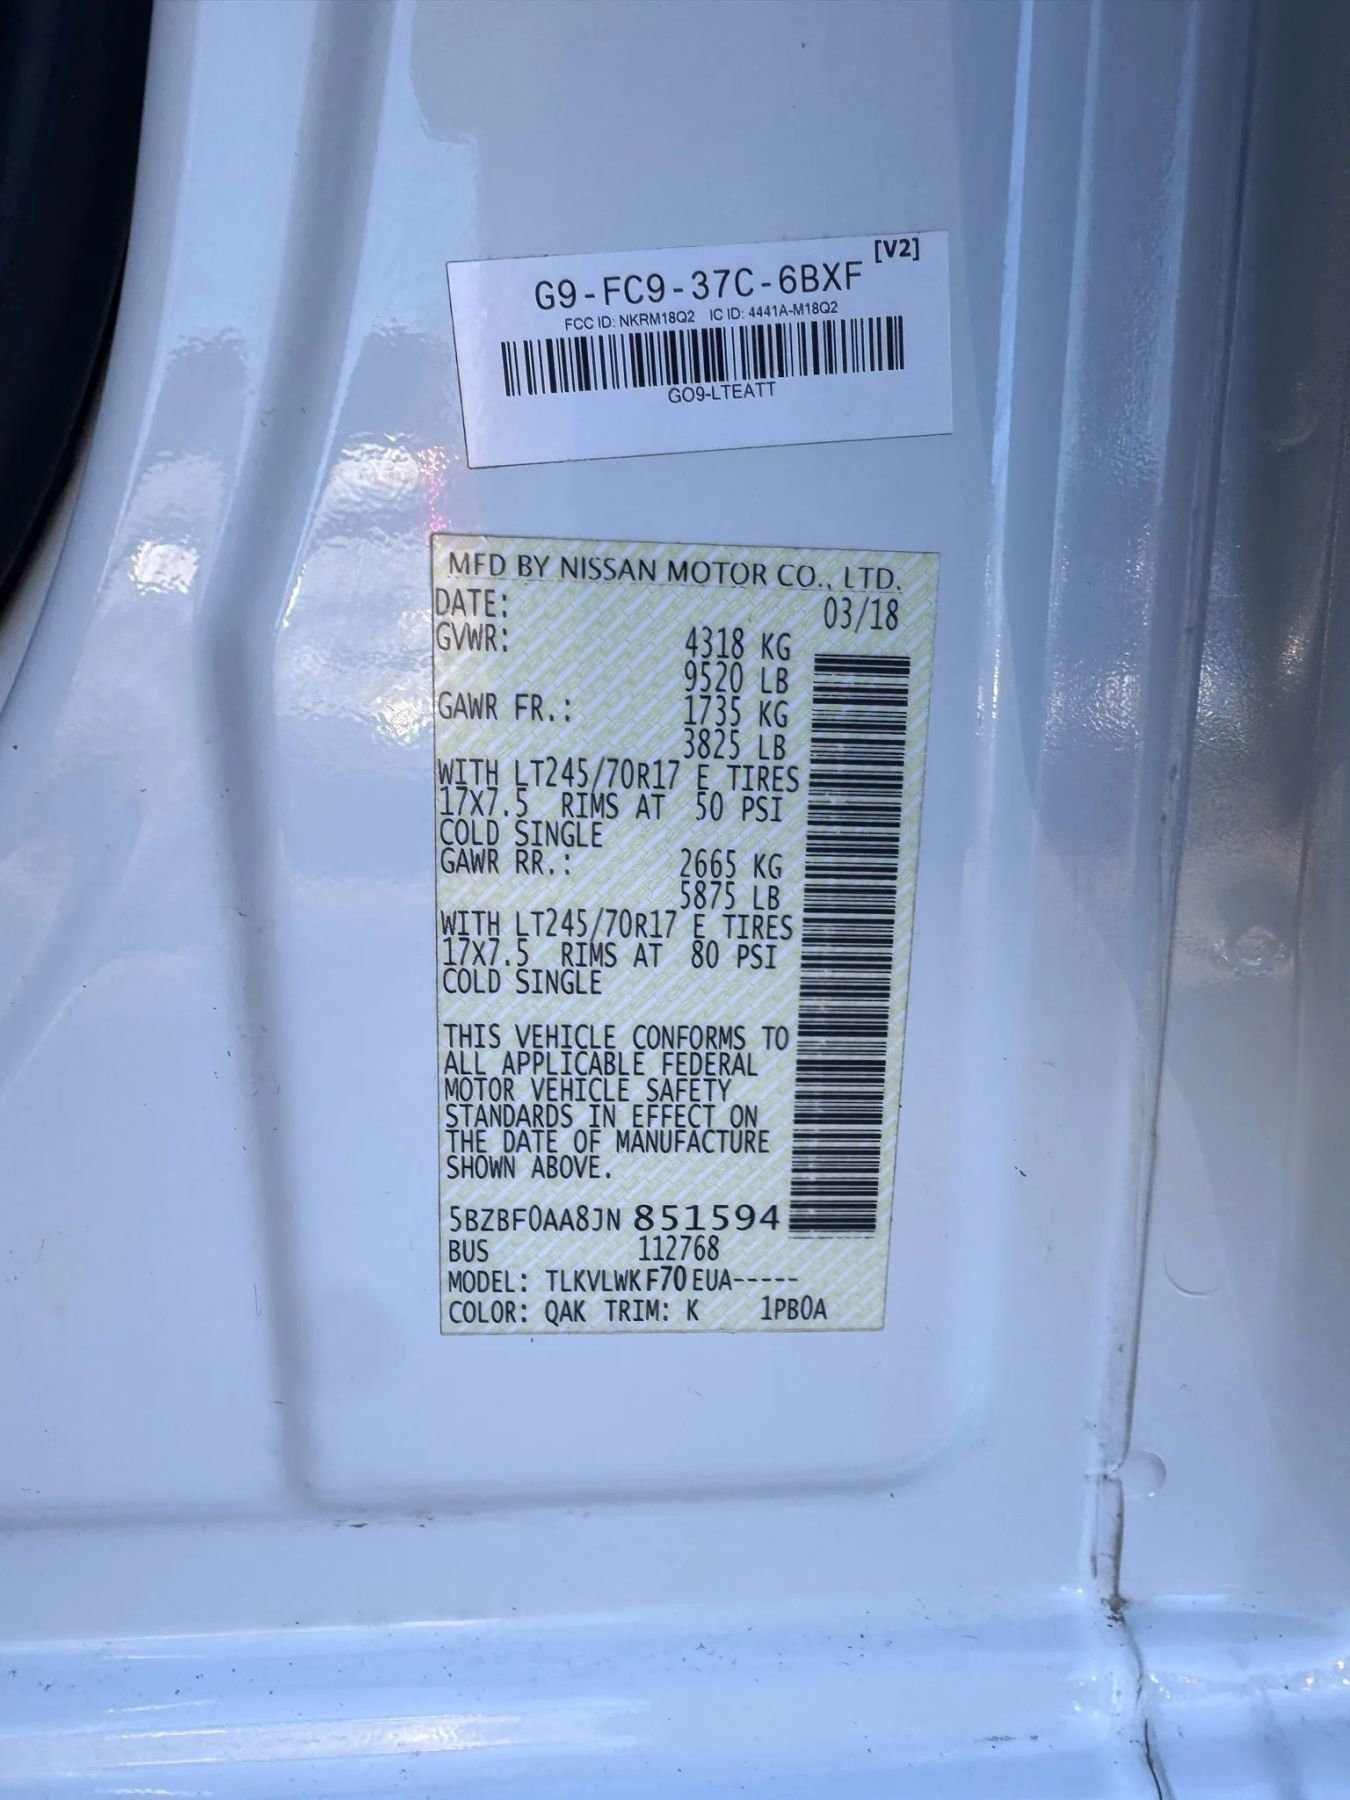 [V2]
G9-FC9-37C-6BXF
FCC ID: NKRM18Q2 IC ID: 4441A-M18Q2
GO9-LTEATT
MFD BY NISSAN MOTOR CO., LTD.
DATE: 03/18
GVWR: 4318 KG
9520 LB
GAWR FR.: 1735 KG
3825 LB
WITH LT245/70R17 E TIRES
17X7.5 RIMS AT 50 PSI
COLD SINGLE
GAWR RR.: 2665 KG
5875 LB
WITH LT245/70R17 E TIRES
17X7.5 RIMS AT 80 PSI
COLD SINGLE
THIS VEHICLE CONFORMS TO
ALL APPLICABLE FEDERAL
MOTOR VEHICLE SAFETY
STANDARDS IN EFFECT ON
THE DATE OF MANUFACTURE
SHOWN ABOVE.
5BZBF0AA8JN 851594
BUS 112768
MODEL: TLKVLWKF70EUA-----
COLOR: QAK TRIM: K 1PB0A